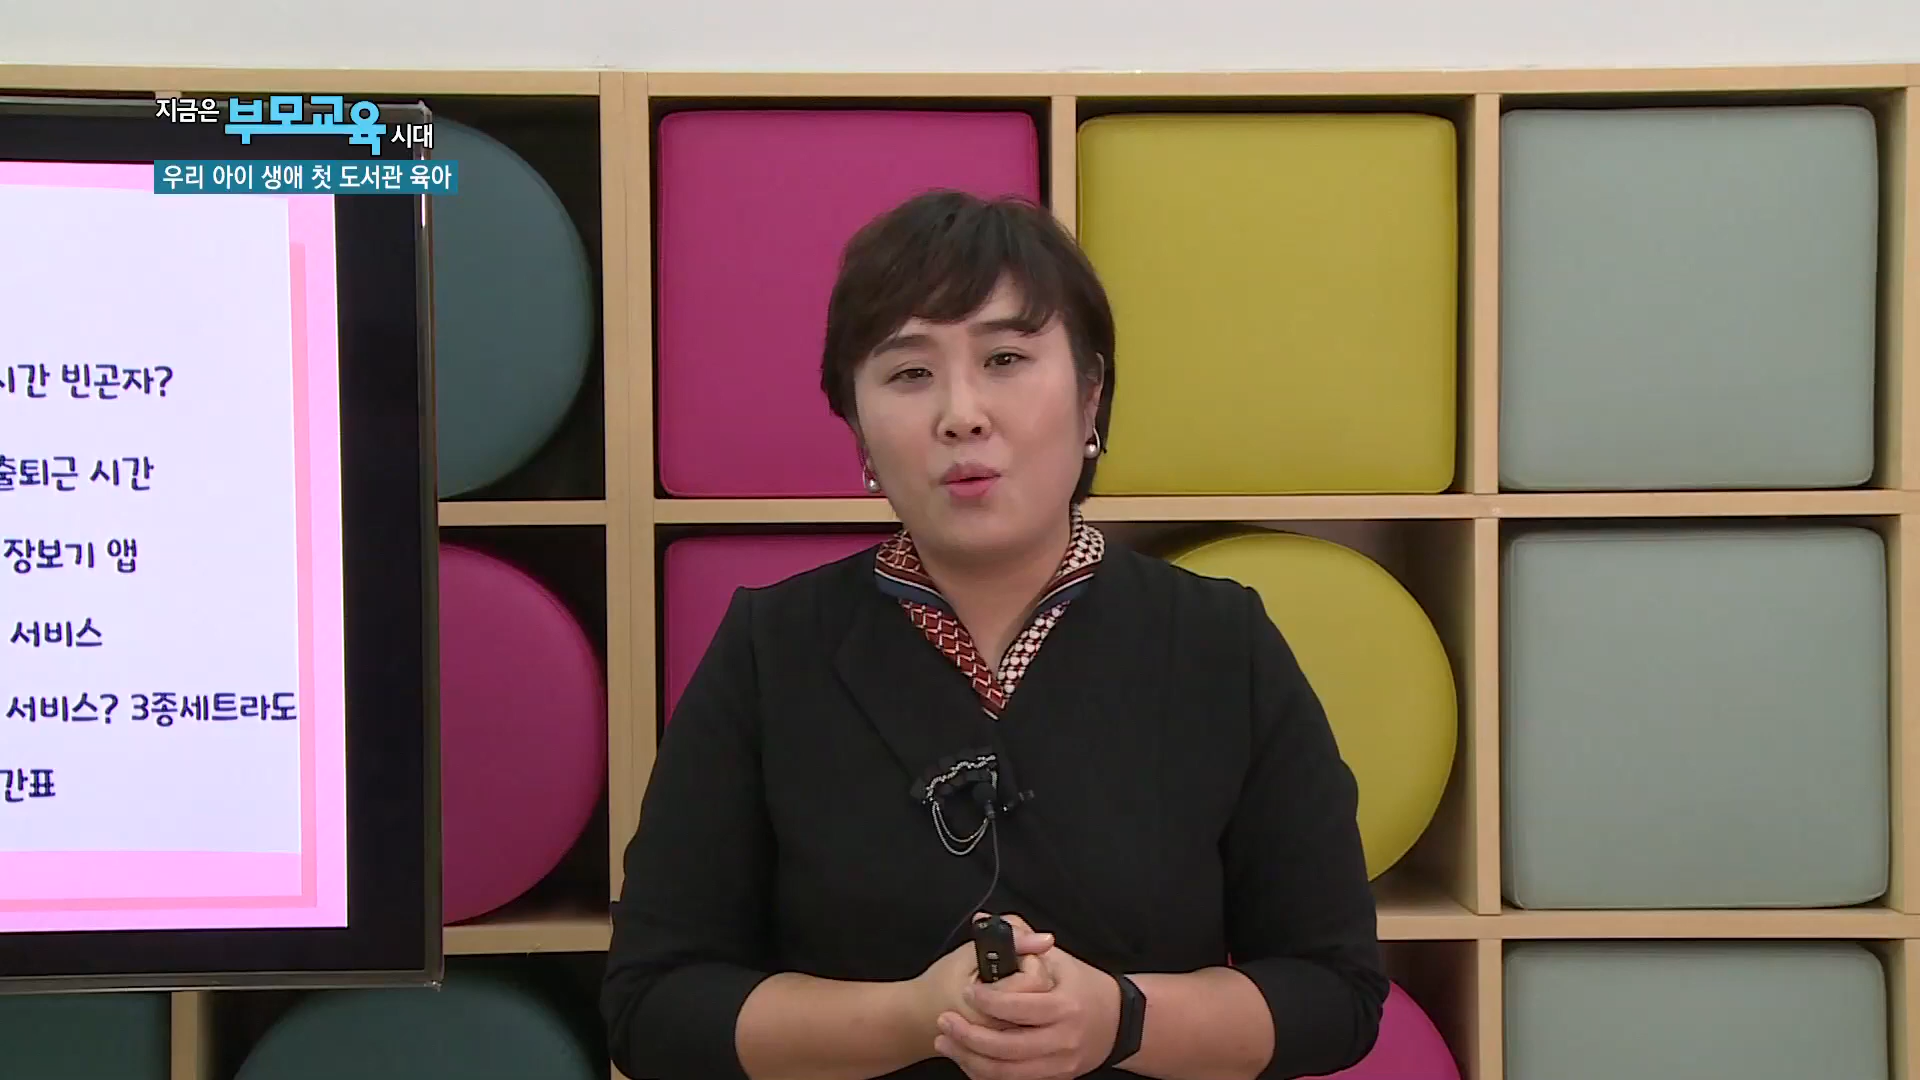 지금은 부모교육 시대
우리 아이 생애 첫 도서관 육아
시간 빈곤자?
출퇴근 시간
장보기 앱
서비스
서비스? 3종세트라도
간표